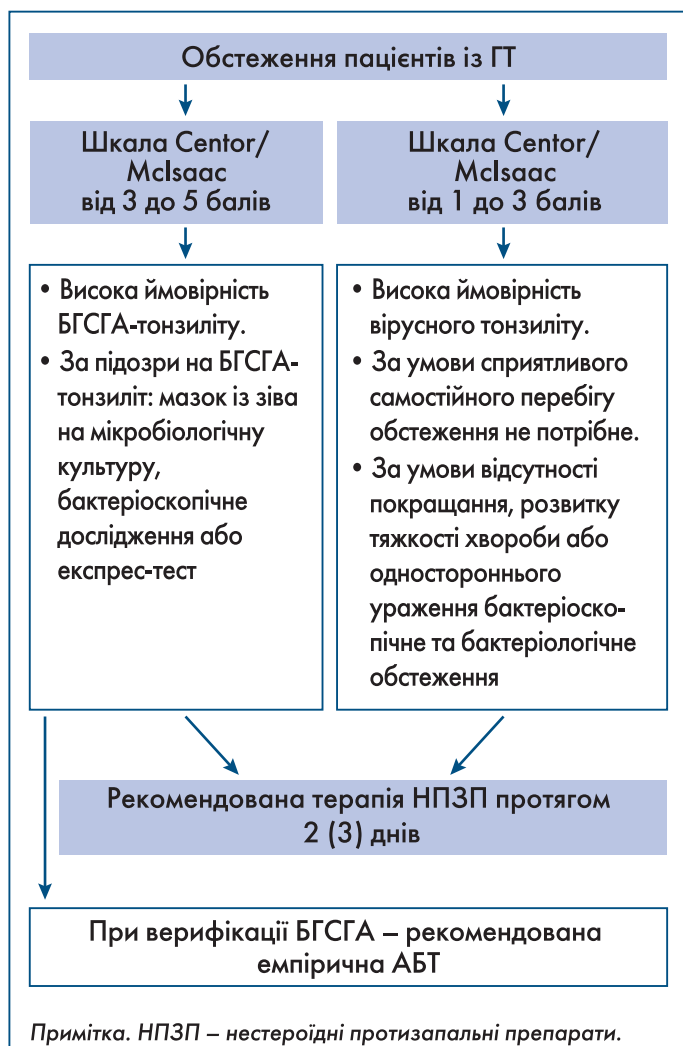 Обстеження пацієнтів із ГТ
Шкала Centor/
McIsaac
від 3 до 5 балів
Шкала Centor/
McIsaac
від 1 до 3 балів
• Висока ймовірність
БГСГА-тонзиліту.
• За підозри на БГСГА-
тонзиліт: мазок із зіва
на мікробіологічну
культуру,
бактеріоскопічне
дослідження або
експрес-тест
• Висока ймовірність
вірусного тонзиліту.
• За умови сприятливого
самостійного перебігу
обстеження не потрібне.
• За умови відсутності
покращання, розвитку
тяжкості хвороби або
одностороннього
ураження бактеріоско-
пічне та бактеріологічне
обстеження
Рекомендована терапія НПЗП протягом
2 (3) днів
При верифікації БГСГА – рекомендована
емпірична АБТ
Примітка. НПЗП – нестероїдні протизапальні препарати.